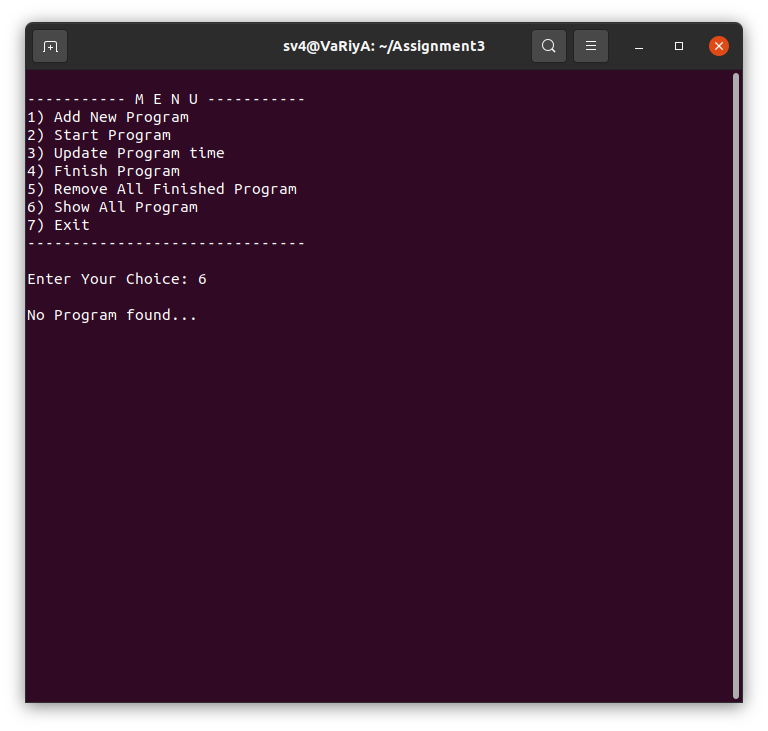 sv4@VaRiyA: ~/Assignment3
----------- M E N U -----------
1) Add New Program
2) Start Program
3) Update Program time
4) Finish Program
5) Remove All Finished Program
6) Show All Program
7) Exit
-------------------------------
Enter Your Choice: 6
No Program found...